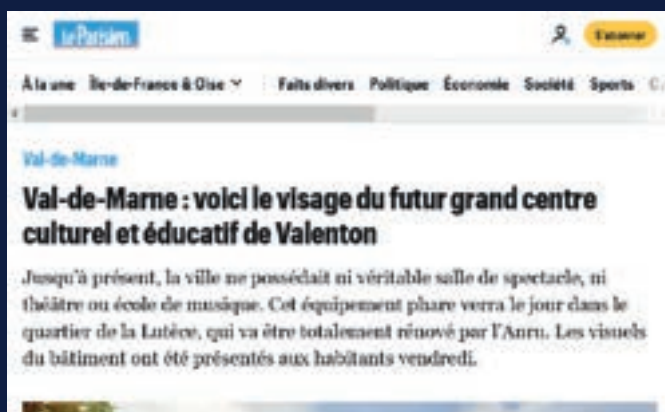 le Parisien
S'abonner
À la une Île-de-France & Oise Faits divers Politique Économie Société Sports C
Val-de-Marne
Val-de-Marne : voici le visage du futur grand centre
culturel et éducatif de Valenton
Jusqu'à présent, la ville ne possédait ni véritable salle de spectacle, ni
théâtre ou école de musique. Cet équipement phare verra le jour dans le
quartier de la Lutèce, qui va être totalement rénové par l'Anru. Les visuels
du bâtiment ont été présentés aux habitants vendredi.